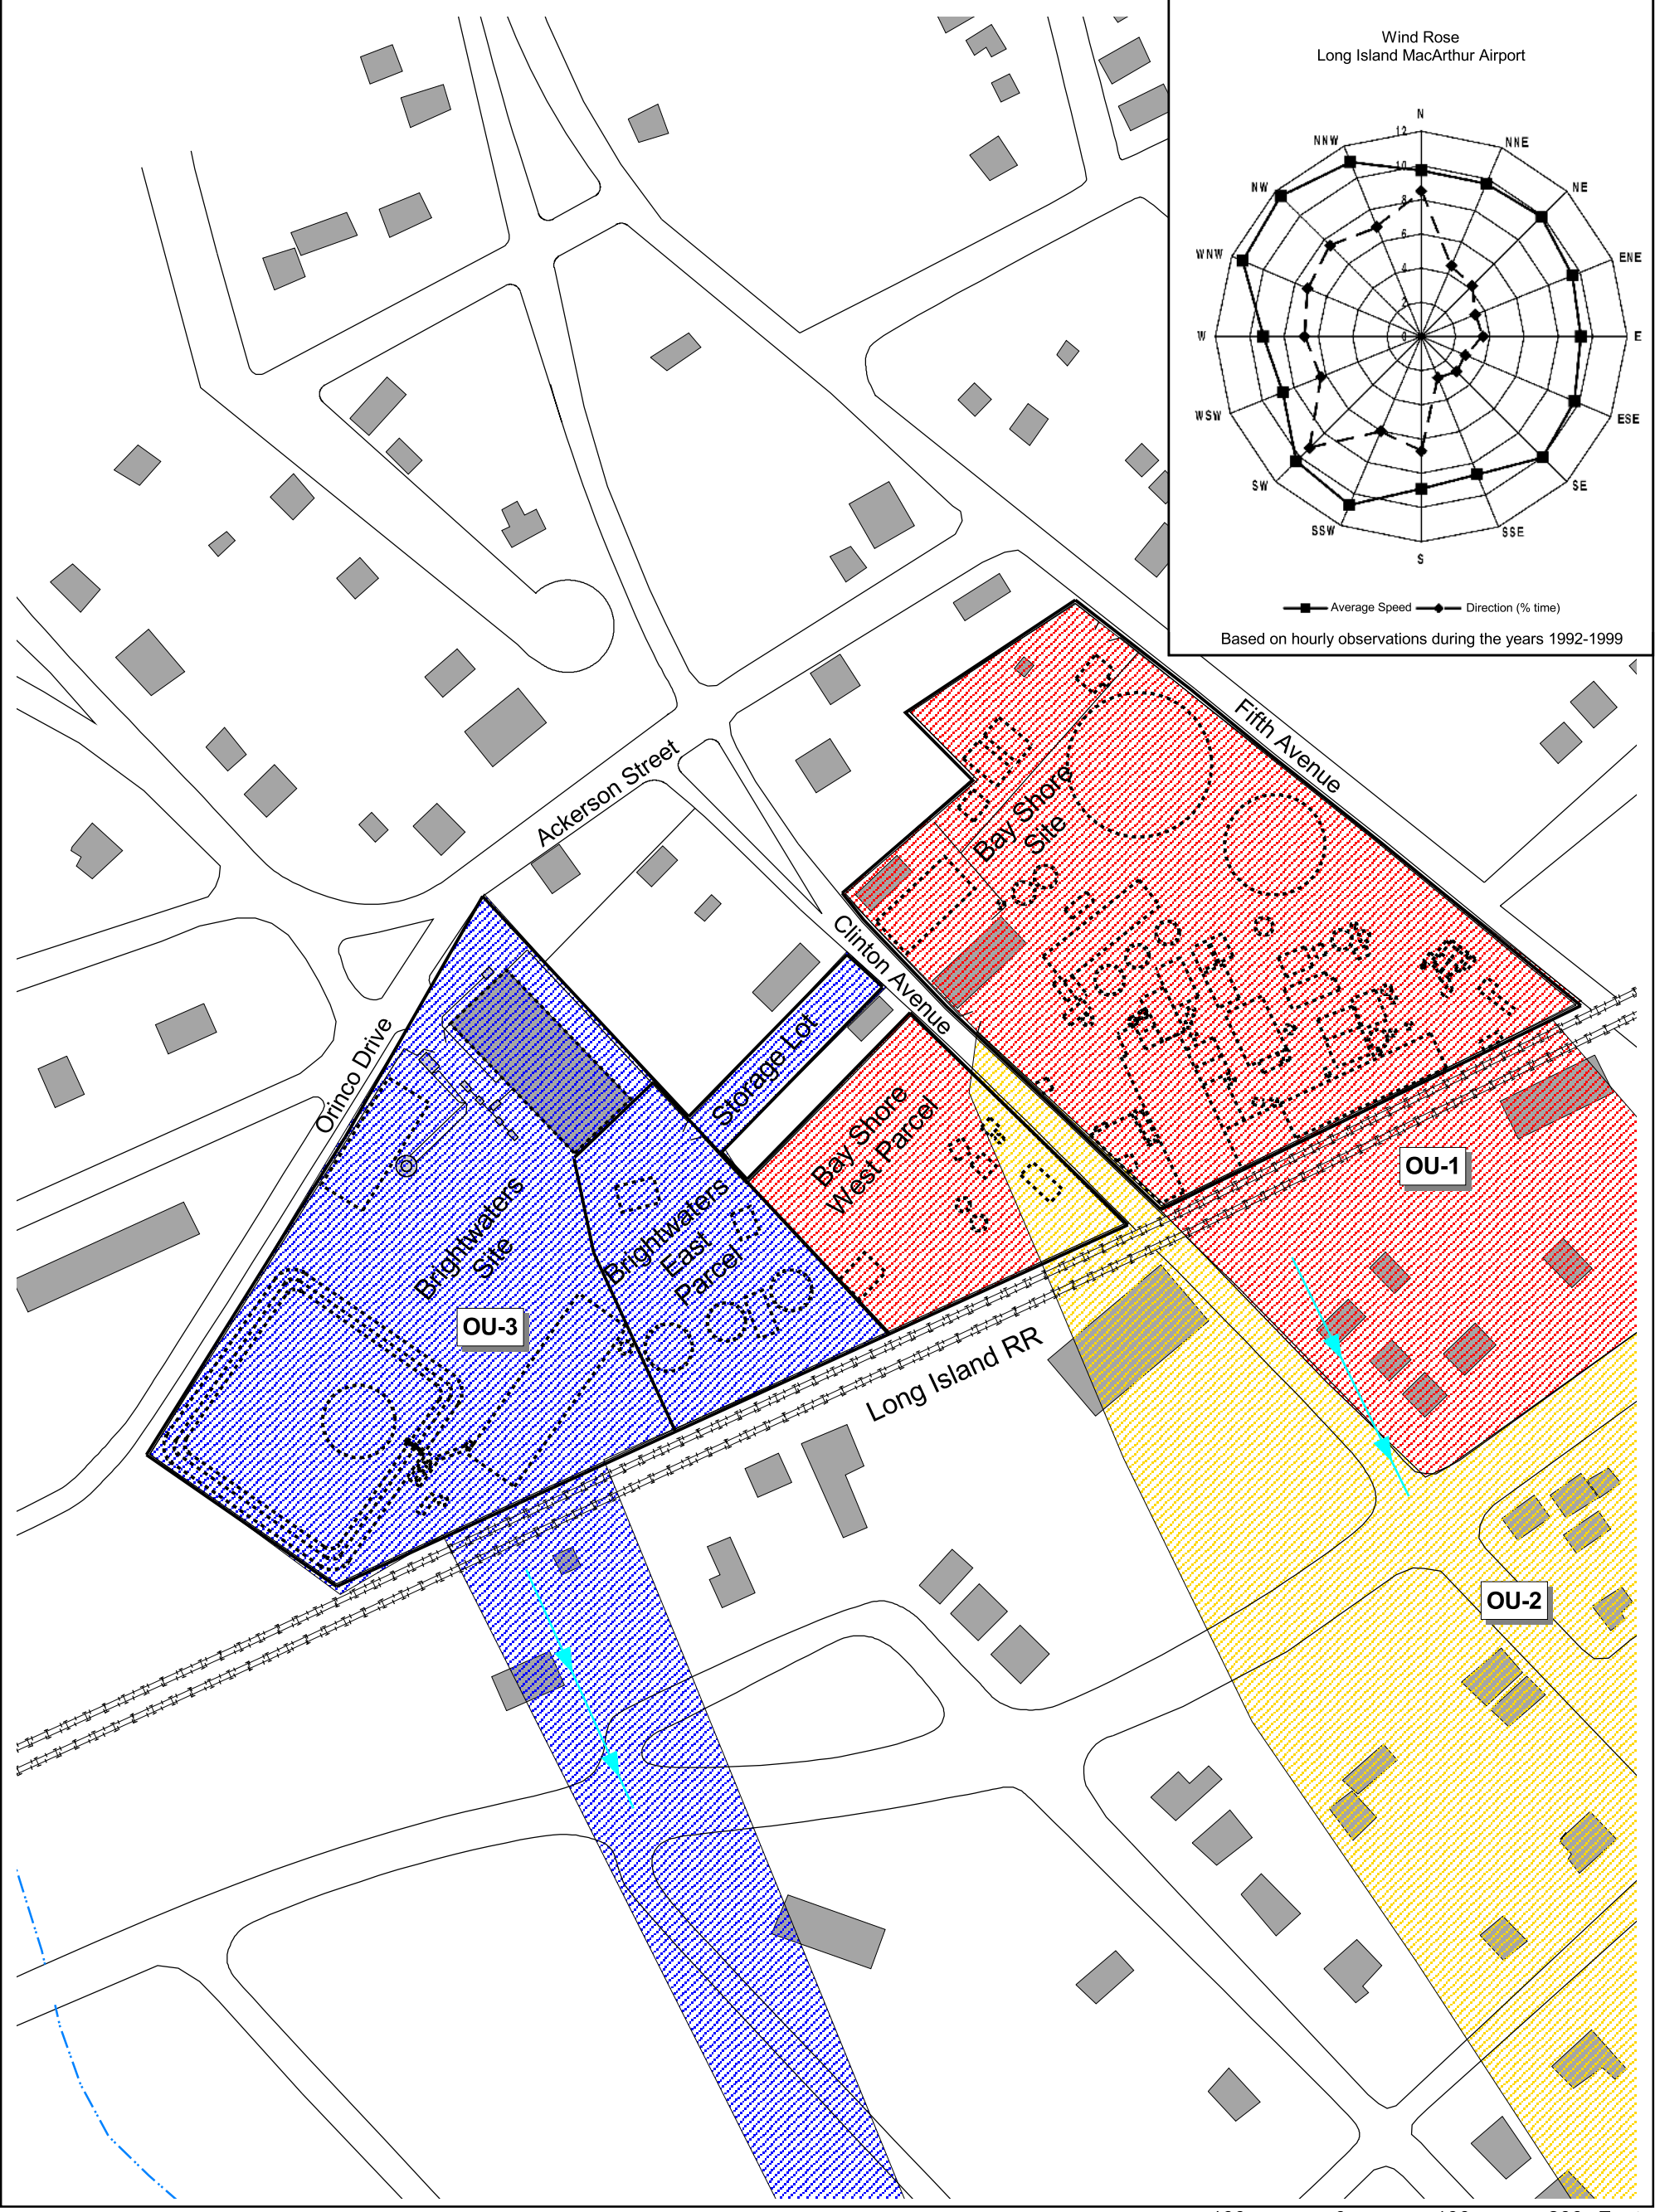 Wind Rose
Long Island MacArthur Airport
N
NNE
NE
ENE
E
ESE
SE
SSE
S
SSW
SW
WSW
W
WNW
NW
NNW
12
10
8
6
4
2
0
Average Speed
Direction (% time)
Based on hourly observations during the years 1992-1999
Fifth Avenue
Ackerson Street
Bay Shore
Site
Clinton Avenue
Orinco Drive
Storage Lot
Bay Shore
West Parcel
OU-1
Brightwaters
Site
Brightwaters
East
Parcel
OU-3
Long Island RR
OU-2